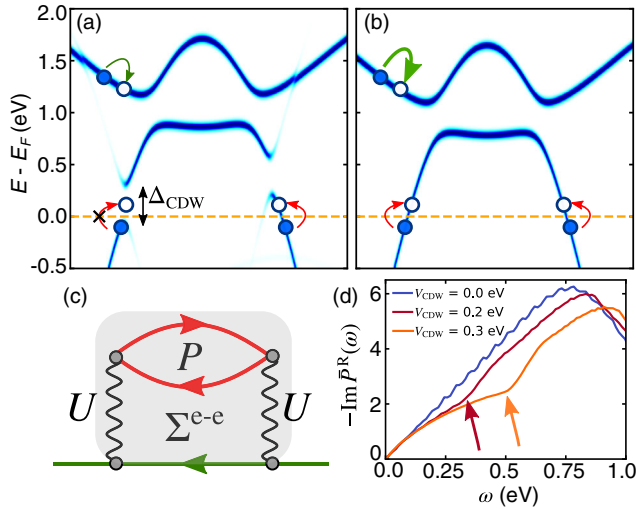 (a)
(b)
E - E_F (eV)
2.0
1.5
1.0
0.5
0.0
-0.5
Δ_CDW
(c)
P
U
U
Σ^e-e
(d)
V_CDW = 0.0 eV
V_CDW = 0.2 eV
V_CDW = 0.3 eV
−Im P̄^R(ω)
6
4
2
0
0.0
0.25
0.5
0.75
1.0
ω (eV)